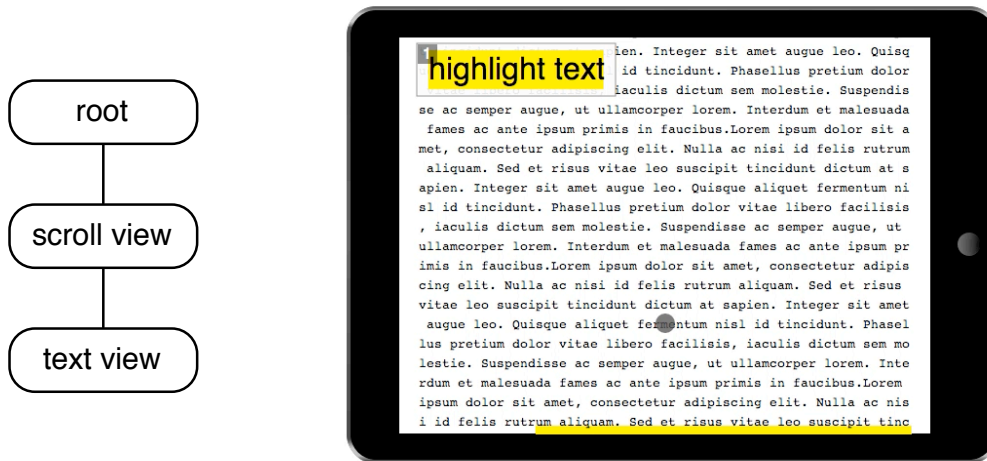 root
scroll view
text view
1
highlight text
ien. Integer sit amet augue leo. Quisq
id tincidunt. Phasellus pretium dolor
iaculis dictum sem molestie. Suspendis
se ac semper augue, ut ullamcorper lorem. Interdum et malesuada
fames ac ante ipsum primis in faucibus.Lorem ipsum dolor sit a
met, consectetur adipiscing elit. Nulla ac nisi id felis rutrum
aliquam. Sed et risus vitae leo suscipit tincidunt dictum at s
apien. Integer sit amet augue leo. Quisque aliquet fermentum ni
sl id tincidunt. Phasellus pretium dolor vitae libero facilisis
, iaculis dictum sem molestie. Suspendisse ac semper augue, ut
ullamcorper lorem. Interdum et malesuada fames ac ante ipsum pr
imis in faucibus.Lorem ipsum dolor sit amet, consectetur adipis
cing elit. Nulla ac nisi id felis rutrum aliquam. Sed et risus
vitae leo suscipit tincidunt dictum at sapien. Integer sit amet
augue leo. Quisque aliquet fermentum nisl id tincidunt. Phasel
lus pretium dolor vitae libero facilisis, iaculis dictum sem mo
lestie. Suspendisse ac semper augue, ut ullamcorper lorem. Inte
rdum et malesuada fames ac ante ipsum primis in faucibus.Lorem
ipsum dolor sit amet, consectetur adipiscing elit. Nulla ac nis
i id felis rutrum aliquam. Sed et risus vitae leo suscipit tinc